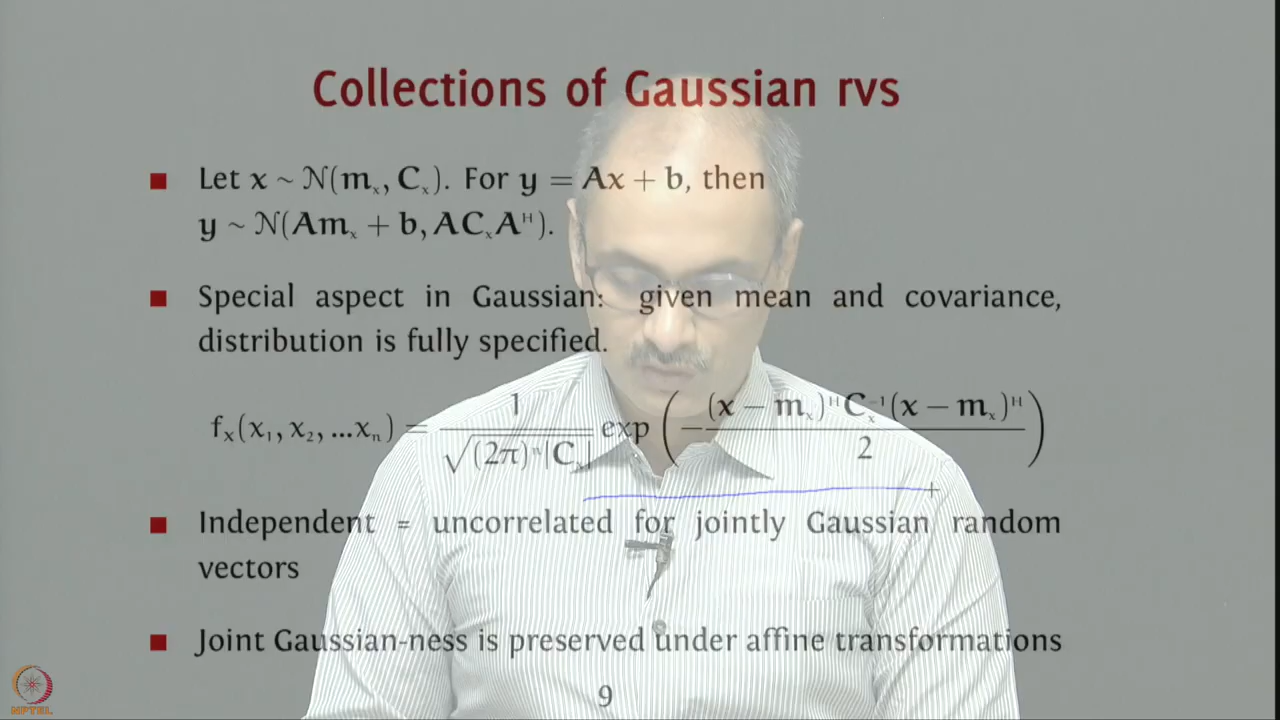 Collections of Gaussian rvs
■ Let x ~ N(mₓ, Cₓ). For y = Ax + b, then
y ~ N(Amₓ + b, ACₓAᴴ).
■ Special aspect in Gaussian: given mean and covariance,
distribution is fully specified.
fₓ(x₁, x₂, ...xₙ) = 1/√((2π)ⁿ|Cₓ|) exp(−(x − mₓ)ᴴCₓ⁻¹(x − mₓ)ᴴ/2)
■ Independent = uncorrelated for jointly Gaussian random
vectors
■ Joint Gaussian-ness is preserved under affine transformations
9
NPTEL